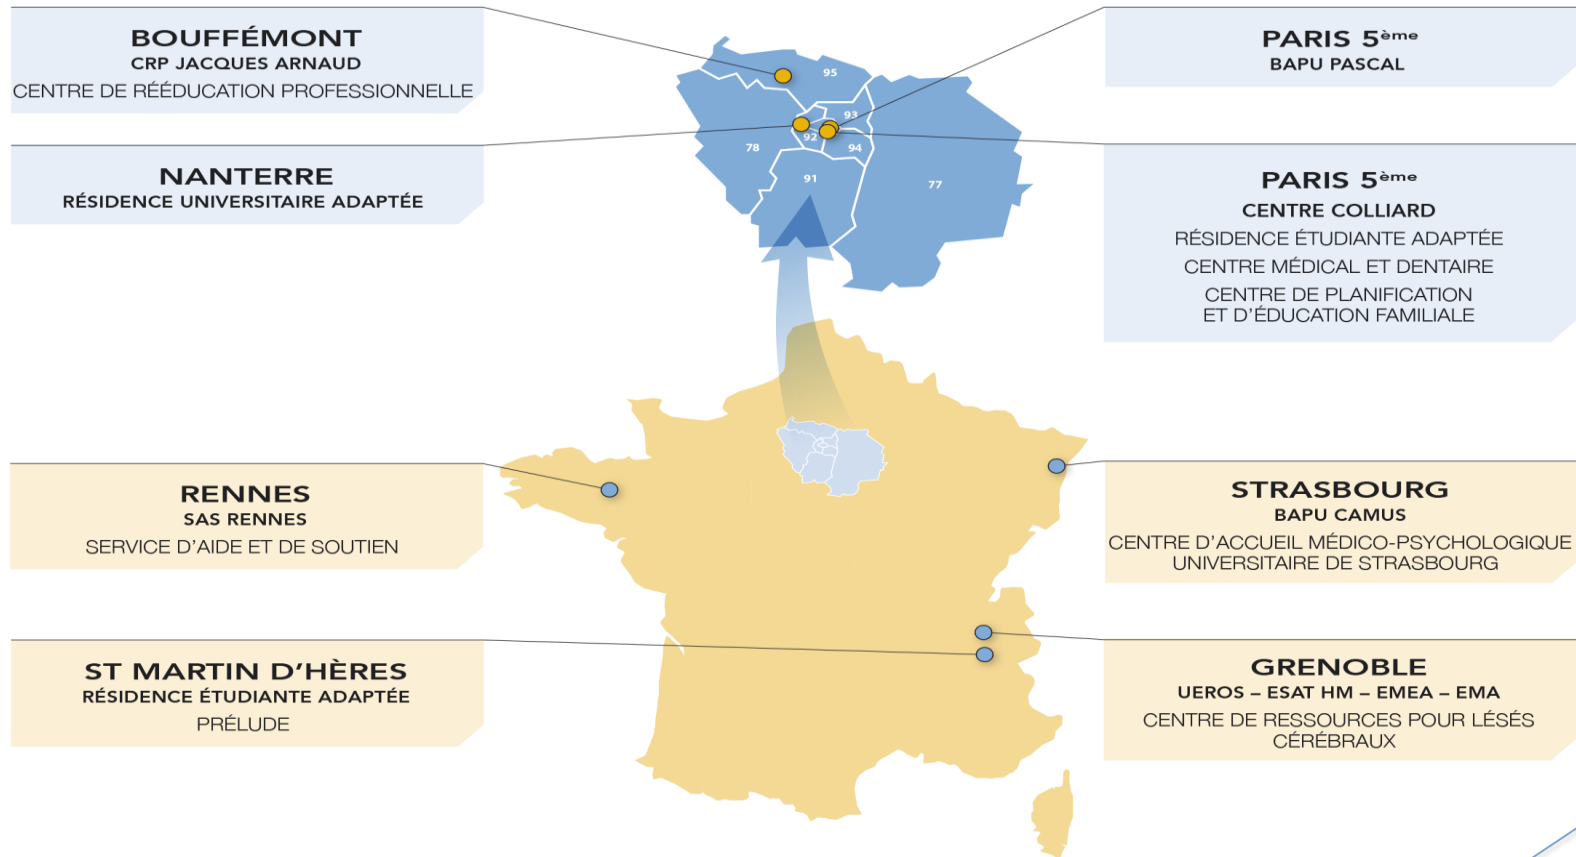 BOUFFÉMONT
CRP JACQUES ARNAUD
CENTRE DE RÉÉDUCATION PROFESSIONNELLE
NANTERRE
RÉSIDENCE UNIVERSITAIRE ADAPTÉE
95
93
92
94
78
91
77
PARIS 5ème
BAPU PASCAL
PARIS 5ème
CENTRE COLLIARD
RÉSIDENCE ÉTUDIANTE ADAPTÉE
CENTRE MÉDICAL ET DENTAIRE
CENTRE DE PLANIFICATION
ET D’ÉDUCATION FAMILIALE
RENNES
SAS RENNES
SERVICE D’AIDE ET DE SOUTIEN
ST MARTIN D’HÈRES
RÉSIDENCE ÉTUDIANTE ADAPTÉE
PRÉLUDE
STRASBOURG
BAPU CAMUS
CENTRE D’ACCUEIL MÉDICO-PSYCHOLOGIQUE
UNIVERSITAIRE DE STRASBOURG
GRENOBLE
UEROS – ESAT HM – EMEA – EMA
CENTRE DE RESSOURCES POUR LÉSÉS
CÉRÉBRAUX